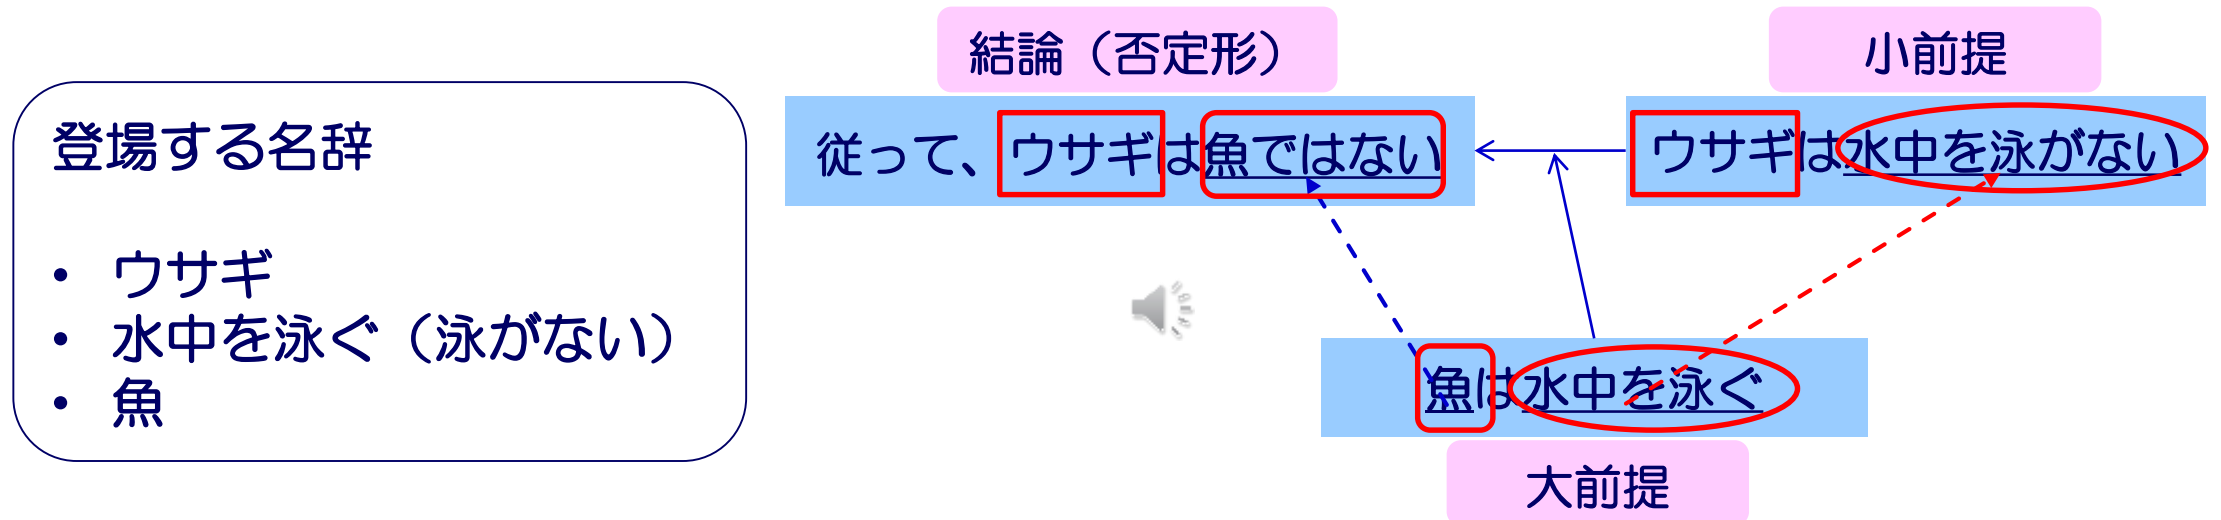 登場する名辞
• ウサギ
• 水中を泳ぐ（泳がない）
• 魚
結論（否定形）
従って、ウサギは魚ではない
小前提
ウサギは水中を泳がない
魚は水中を泳ぐ
大前提